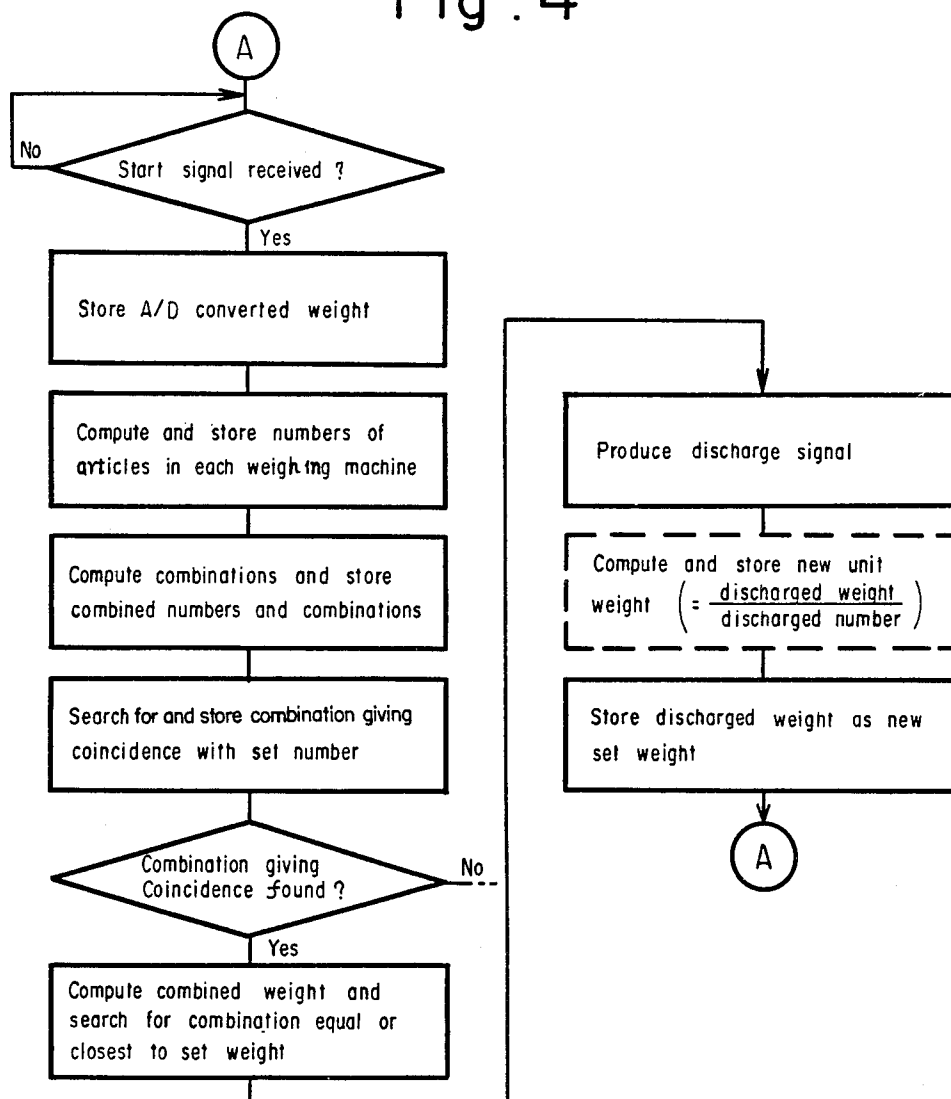 Fig. 4
A
No
Start signal received ?
Yes
Store A/D converted weight
Compute and store numbers of
articles in each weighing machine
Compute combinations and store
combined numbers and combinations
Search for and store combination giving
coincidence with set number
Combination giving
Coincidence found ?
No
Yes
Compute combined weight and
search for combination equal or
closest to set weight
Produce discharge signal
Compute and store new unit
weight ( = discharged weight
discharged number )
Store discharged weight as new
set weight
A